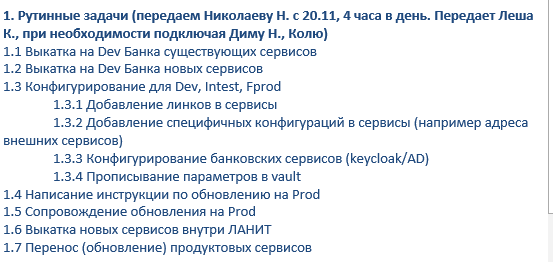 1. Рутинные задачи (передаем Николаеву Н. с 20.11, 4 часа в день. Передает Леша
К., при необходимости подключая Диму Н., Колю)
1.1 Выкатка на Dev Банка существующих сервисов
1.2 Выкатка на Dev Банка новых сервисов
1.3 Конфигурирование для Dev, Intest, Fprod
1.3.1 Добавление линков в сервисы
1.3.2 Добавление специфичных конфигураций в сервисы (например адреса
внешних сервисов)
1.3.3 Конфигурирование банковских сервисов (keycloak/AD)
1.3.4 Прописывание параметров в vault
1.4 Написание инструкции по обновлению на Prod
1.5 Сопровождение обновления на Prod
1.6 Выкатка новых сервисов внутри ЛАНИТ
1.7 Перенос (обновление) продуктовых сервисов